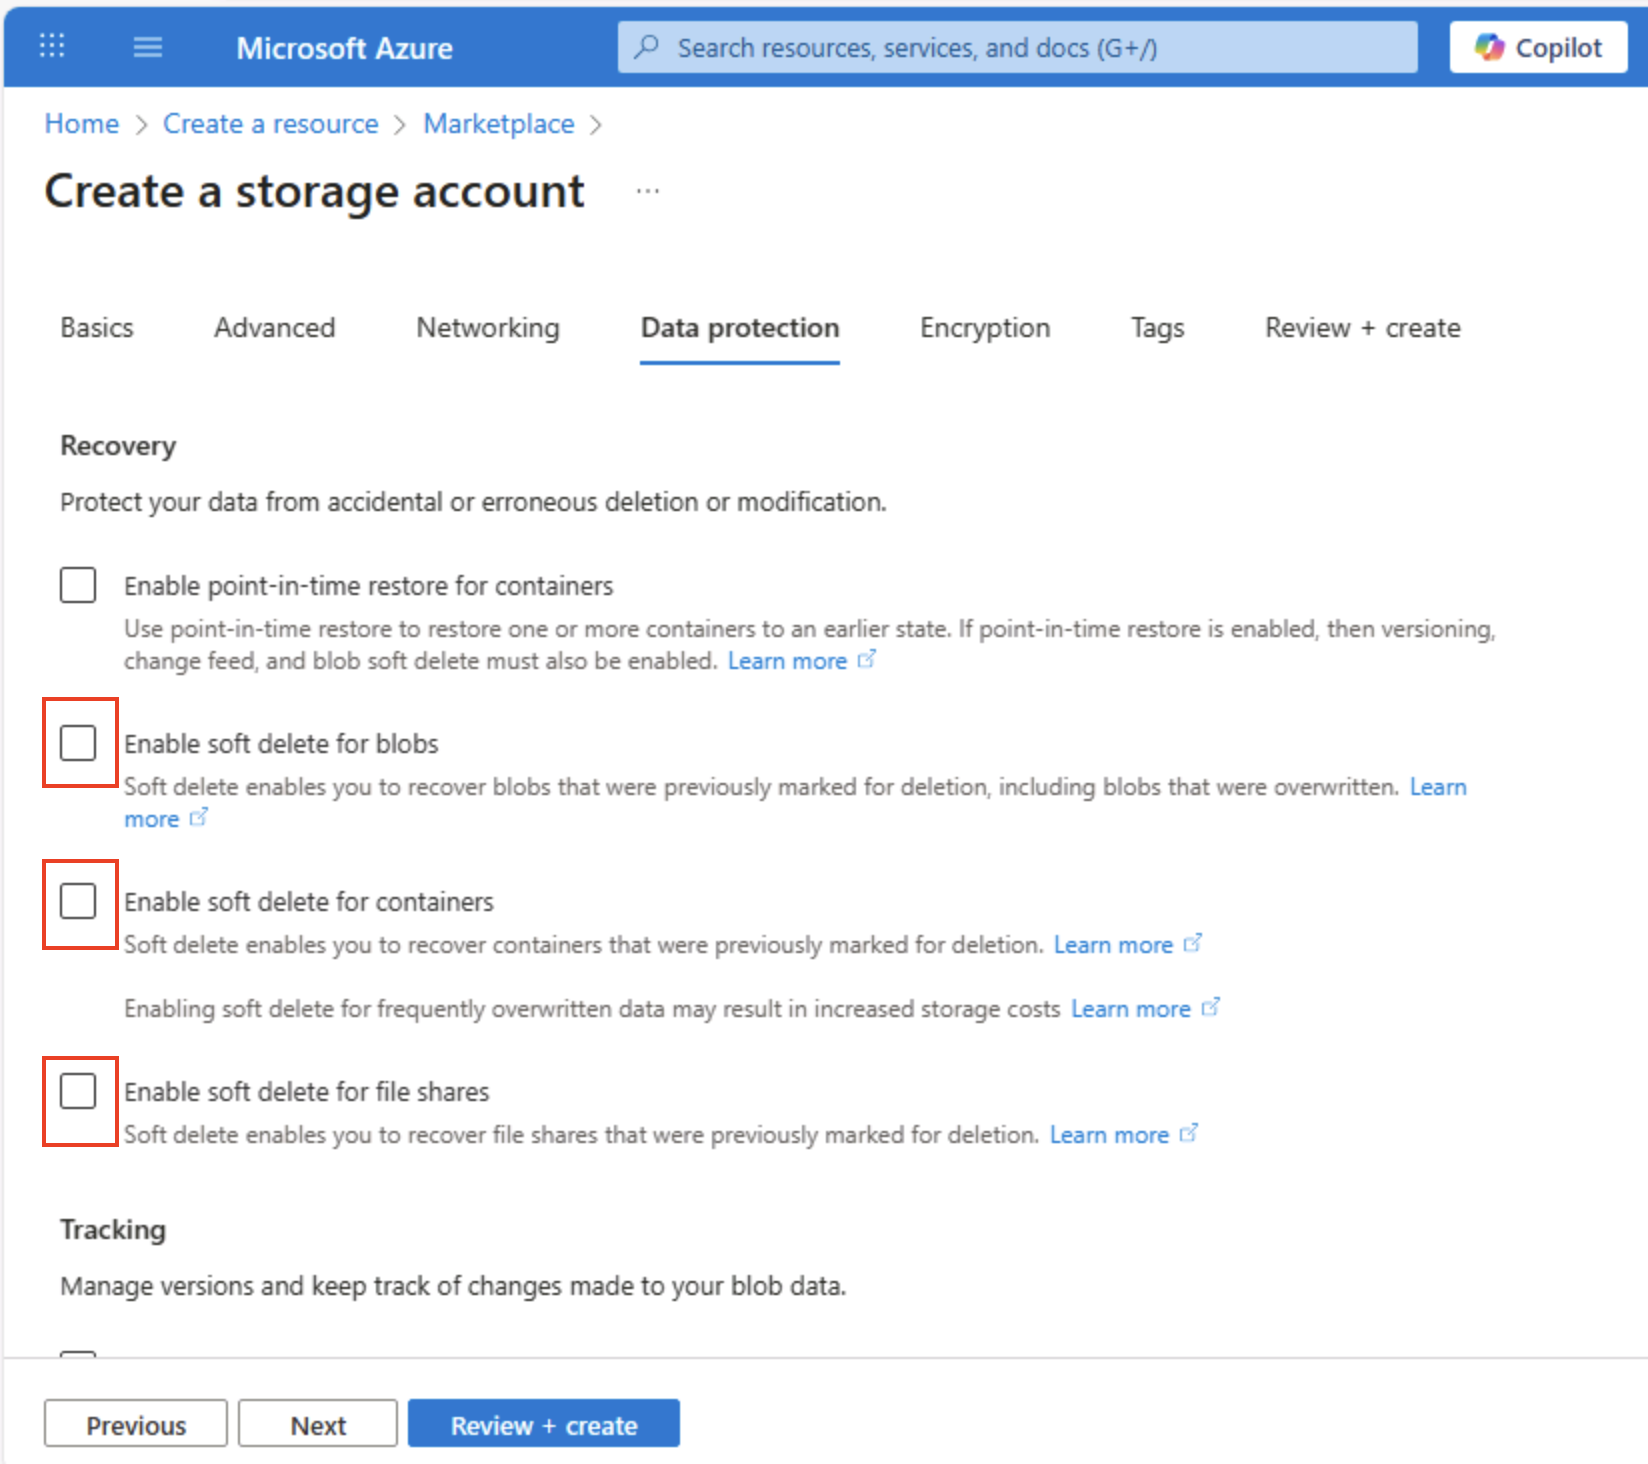 Microsoft Azure
Search resources, services, and docs (G+/)
Copilot
Home > Create a resource > Marketplace >
Create a storage account ...
Basics Advanced Networking Data protection Encryption Tags Review + create
Recovery
Protect your data from accidental or erroneous deletion or modification.
Enable point-in-time restore for containers
Use point-in-time restore to restore one or more containers to an earlier state. If point-in-time restore is enabled, then versioning,
change feed, and blob soft delete must also be enabled. Learn more
Enable soft delete for blobs
Soft delete enables you to recover blobs that were previously marked for deletion, including blobs that were overwritten. Learn
more
Enable soft delete for containers
Soft delete enables you to recover containers that were previously marked for deletion. Learn more
Enabling soft delete for frequently overwritten data may result in increased storage costs Learn more
Enable soft delete for file shares
Soft delete enables you to recover file shares that were previously marked for deletion. Learn more
Tracking
Manage versions and keep track of changes made to your blob data.
Previous Next Review + create